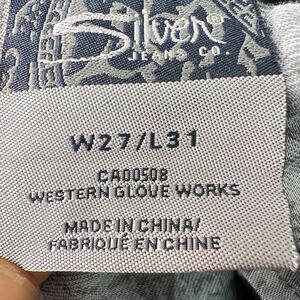 Silver®
JEANS CO.
W27/L31
CA00508
WESTERN GLOVE WORKS
MADE IN CHINA/
FABRIQUÉ EN CHINE